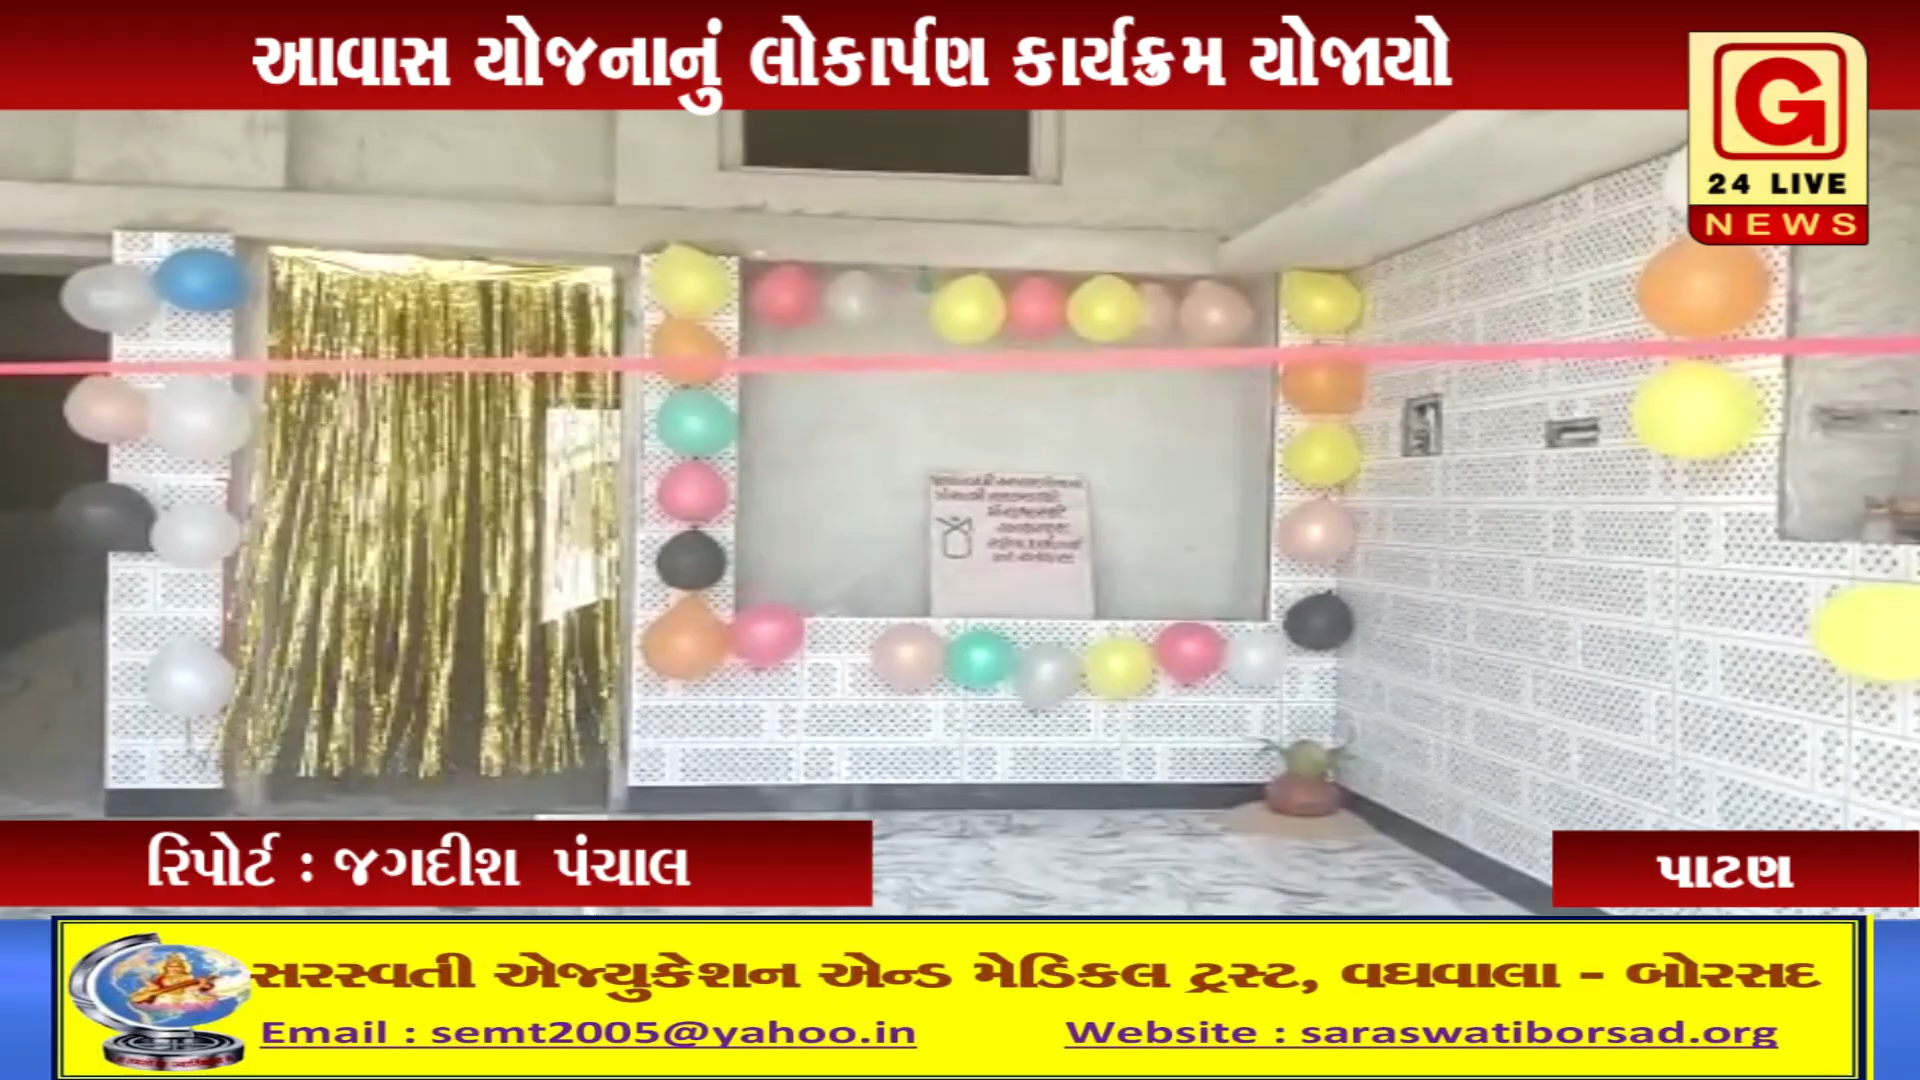 આવાસ યોજનાનું લોકાર્પણ કાર્યક્રમ યોજાયો
G
24 LIVE
NEWS
રિપોર્ટ : જગદીશ પંચાલ
પાટણ
સરસ્વતી એજ્યુકેશન એન્ડ મેડિકલ ટ્રસ્ટ, વઘવાલા - બોરસદ
Email : semt2005@yahoo.in
Website : saraswatiborsad.org